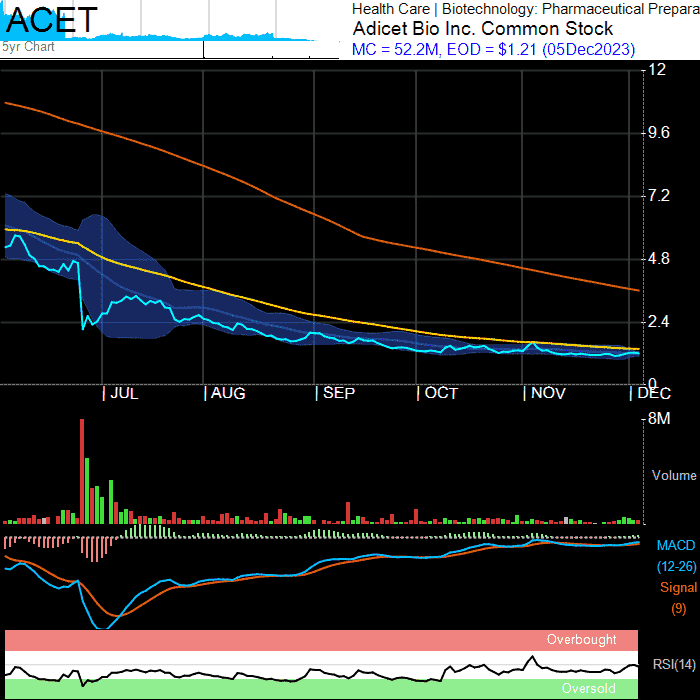 ACET
5yr Chart
Health Care | Biotechnology: Pharmaceutical Prepara
Adicet Bio Inc. Common Stock
MC = 52.2M, EOD = $1.21 (05Dec2023)
12
9.6
7.2
4.8
2.4
0
JUL
AUG
SEP
OCT
NOV
DEC
8M
Volume
MACD
(12-26)
Signal
(9)
Overbought
RSI(14)
Oversold